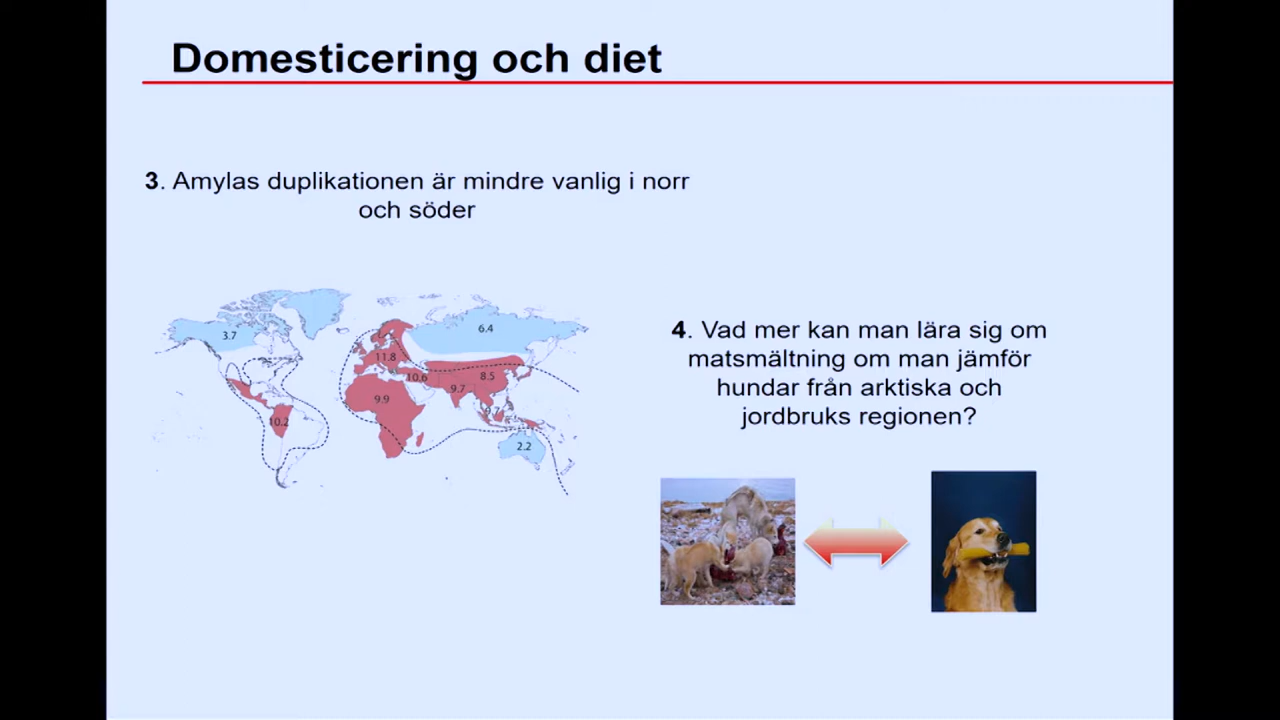 Domesticering och diet
3. Amylas duplikationen är mindre vanlig i norr
och söder
3.7
6.4
11.8
10.6
8.5
9.7
9.9
9.7
10.2
2.2
4. Vad mer kan man lära sig om
matsmältning om man jämför
hundar från arktiska och
jordbruks regionen?